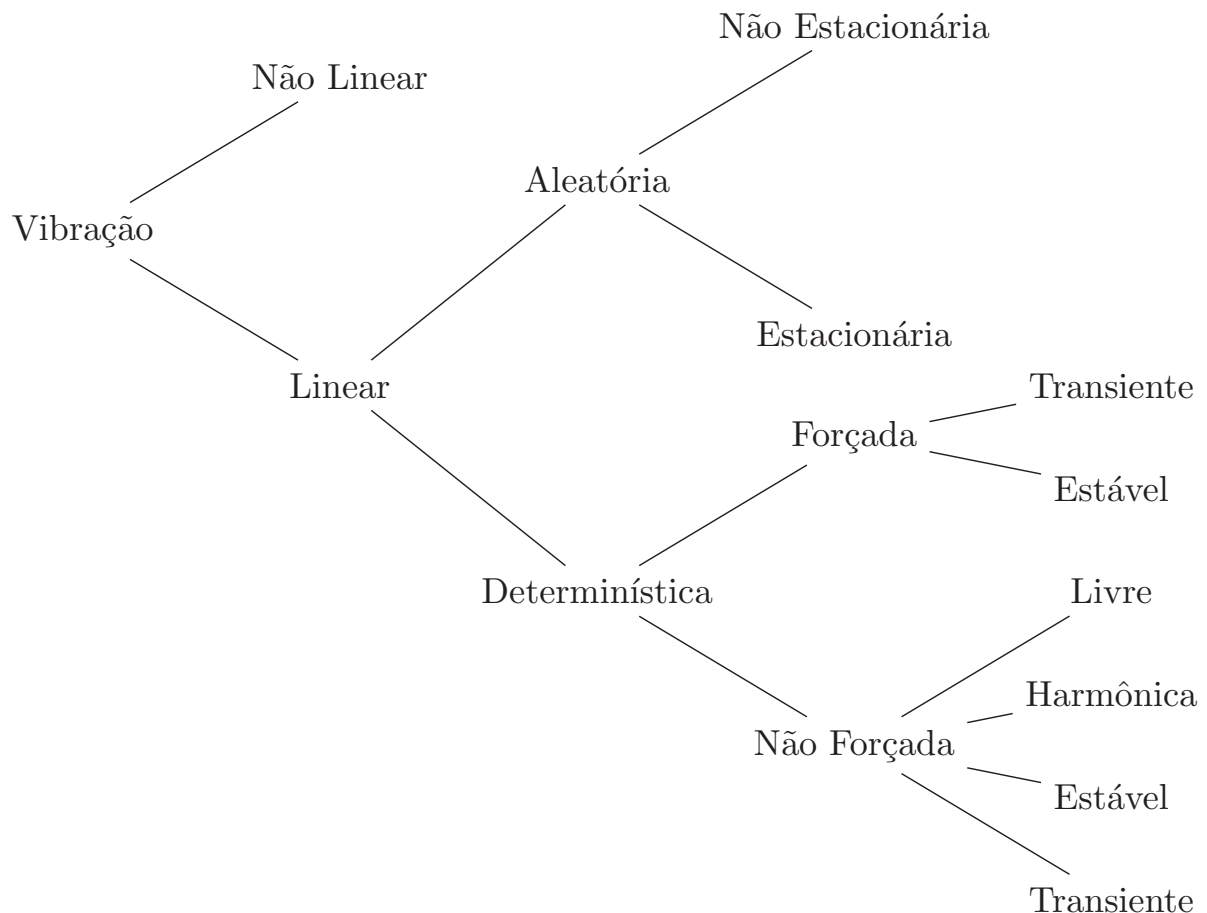 Não Estacionária
Não Linear
Aleatória
Vibração
Estacionária
Linear
Transiente
Forçada
Estável
Determinística
Livre
Harmônica
Não Forçada
Estável
Transiente